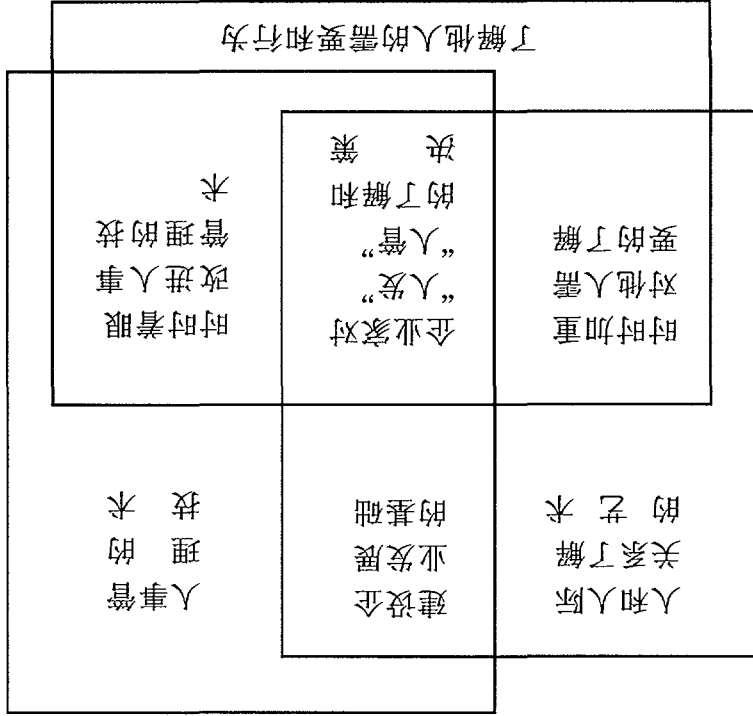 人和人际
关系了解
的 艺 术
建设企
业发展
的基础
人事管
理 的
技 术
时时加重
对他人需
要的了解
企业家对
“人发”
“人管”
的了解和
决 策
时时着眼
改进人事
管理的技
术
了解他人的需要和行为